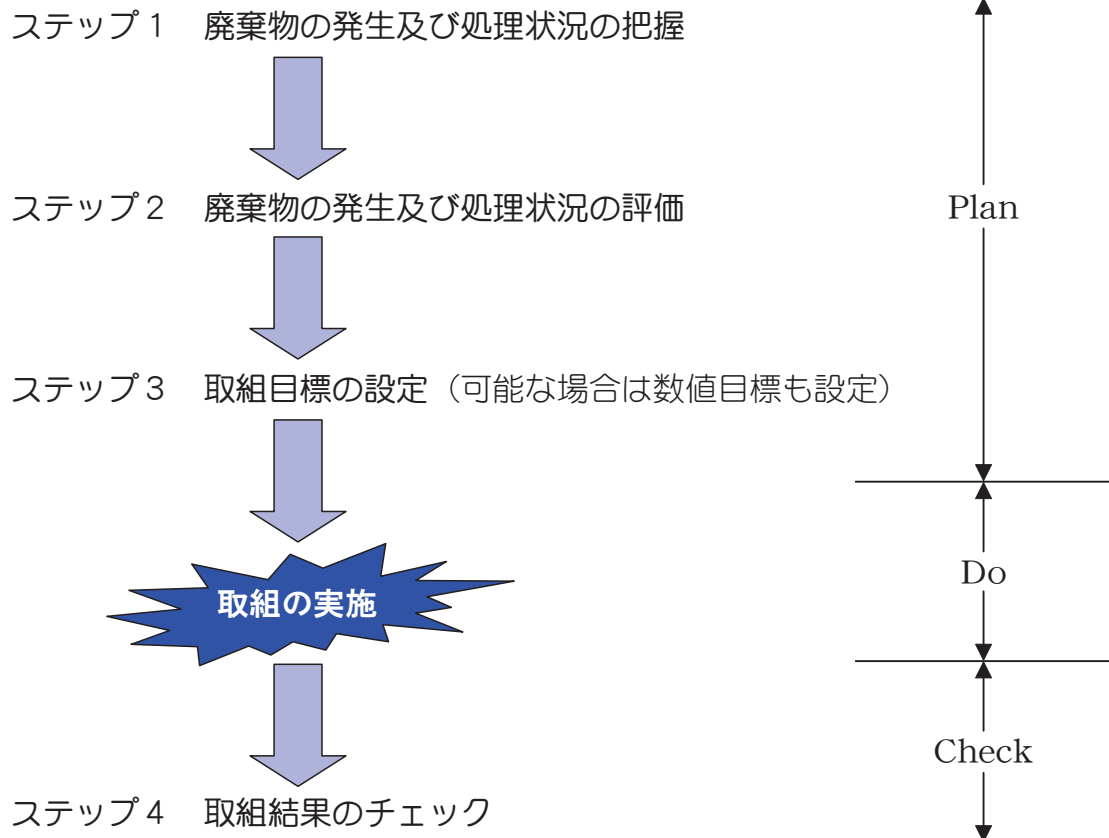 ステップ1 廃棄物の発生及び処理状況の把握
ステップ2 廃棄物の発生及び処理状況の評価
Plan
ステップ3 取組目標の設定（可能な場合は数値目標も設定）
Do
取組の実施
Check
ステップ4 取組結果のチェック